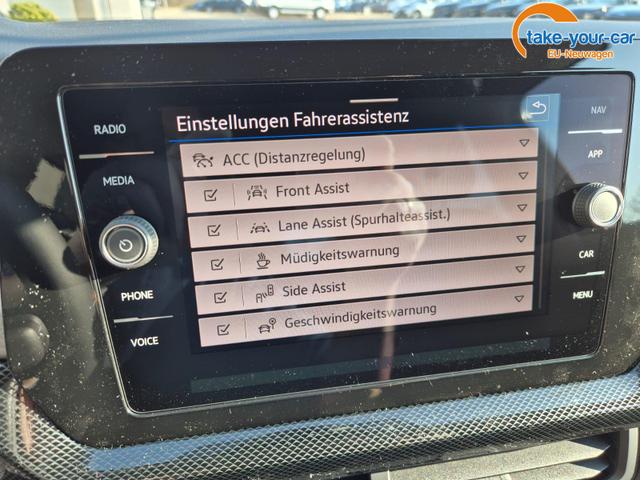 take-your-car
EU-Neuwagen
RADIO
MEDIA
PHONE
VOICE
Einstellungen Fahrerassistenz
ACC (Distanzregelung)
Front Assist
Lane Assist (Spurhalteassist.)
Müdigkeitswarnung
Side Assist
Geschwindigkeitswarnung
NAV
APP
CAR
MENU